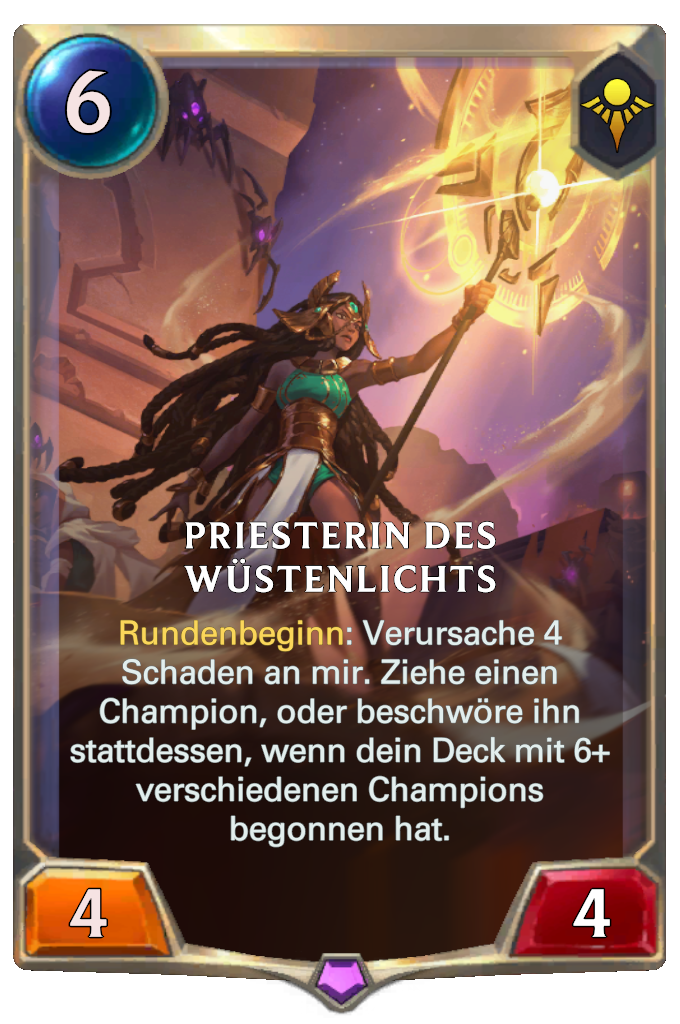 6
PRIESTERIN DES
WÜSTENLICHTS
Rundenbeginn: Verursache 4
Schaden an mir. Ziehe einen
Champion, oder beschwöre ihn
stattdessen, wenn dein Deck mit 6+
verschiedenen Champions
begonnen hat.
4
4